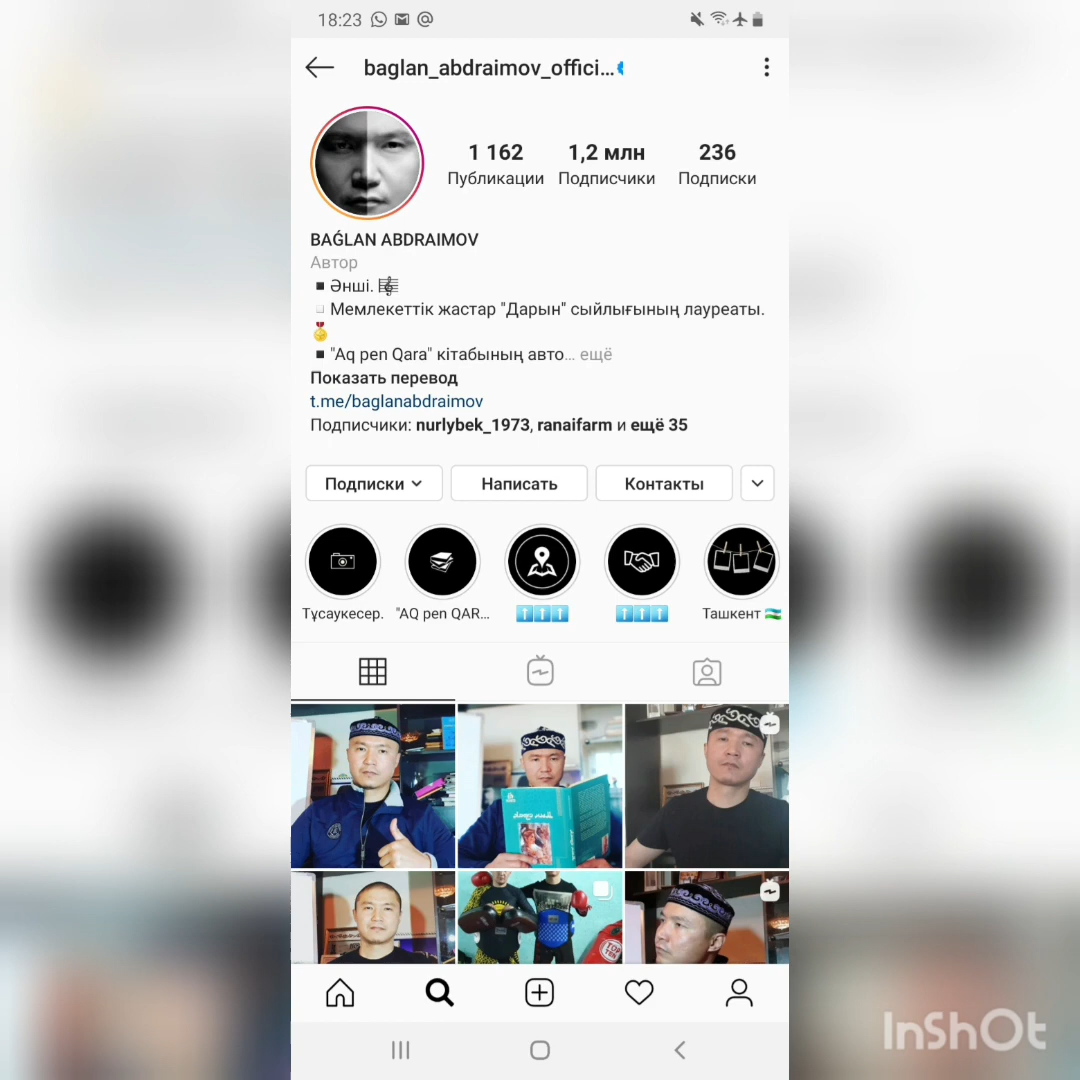 18:23
baglan_abdraimov_offici...
1 162
1,2 млн
236
Публикации
Подписчики
Подписки
BAǴLAN ABDRAIMOV
Автор
▪Әнші. 🎼
▫Мемлекеттік жастар "Дарын" сыйлығының лауреаты.
🏅
▪"Aq pen Qara" кітабының авто... ещё
Показать перевод
t.me/baglanabdraimov
Подписчики: nurlybek_1973, ranaifarm и ещё 35
Подписки
Написать
Контакты
Тұсаукесер.
"AQ pen QAR...
⬆️⬆️⬆️
⬆️⬆️⬆️
Ташкент 🇺🇿
TOP TEN
InShOt